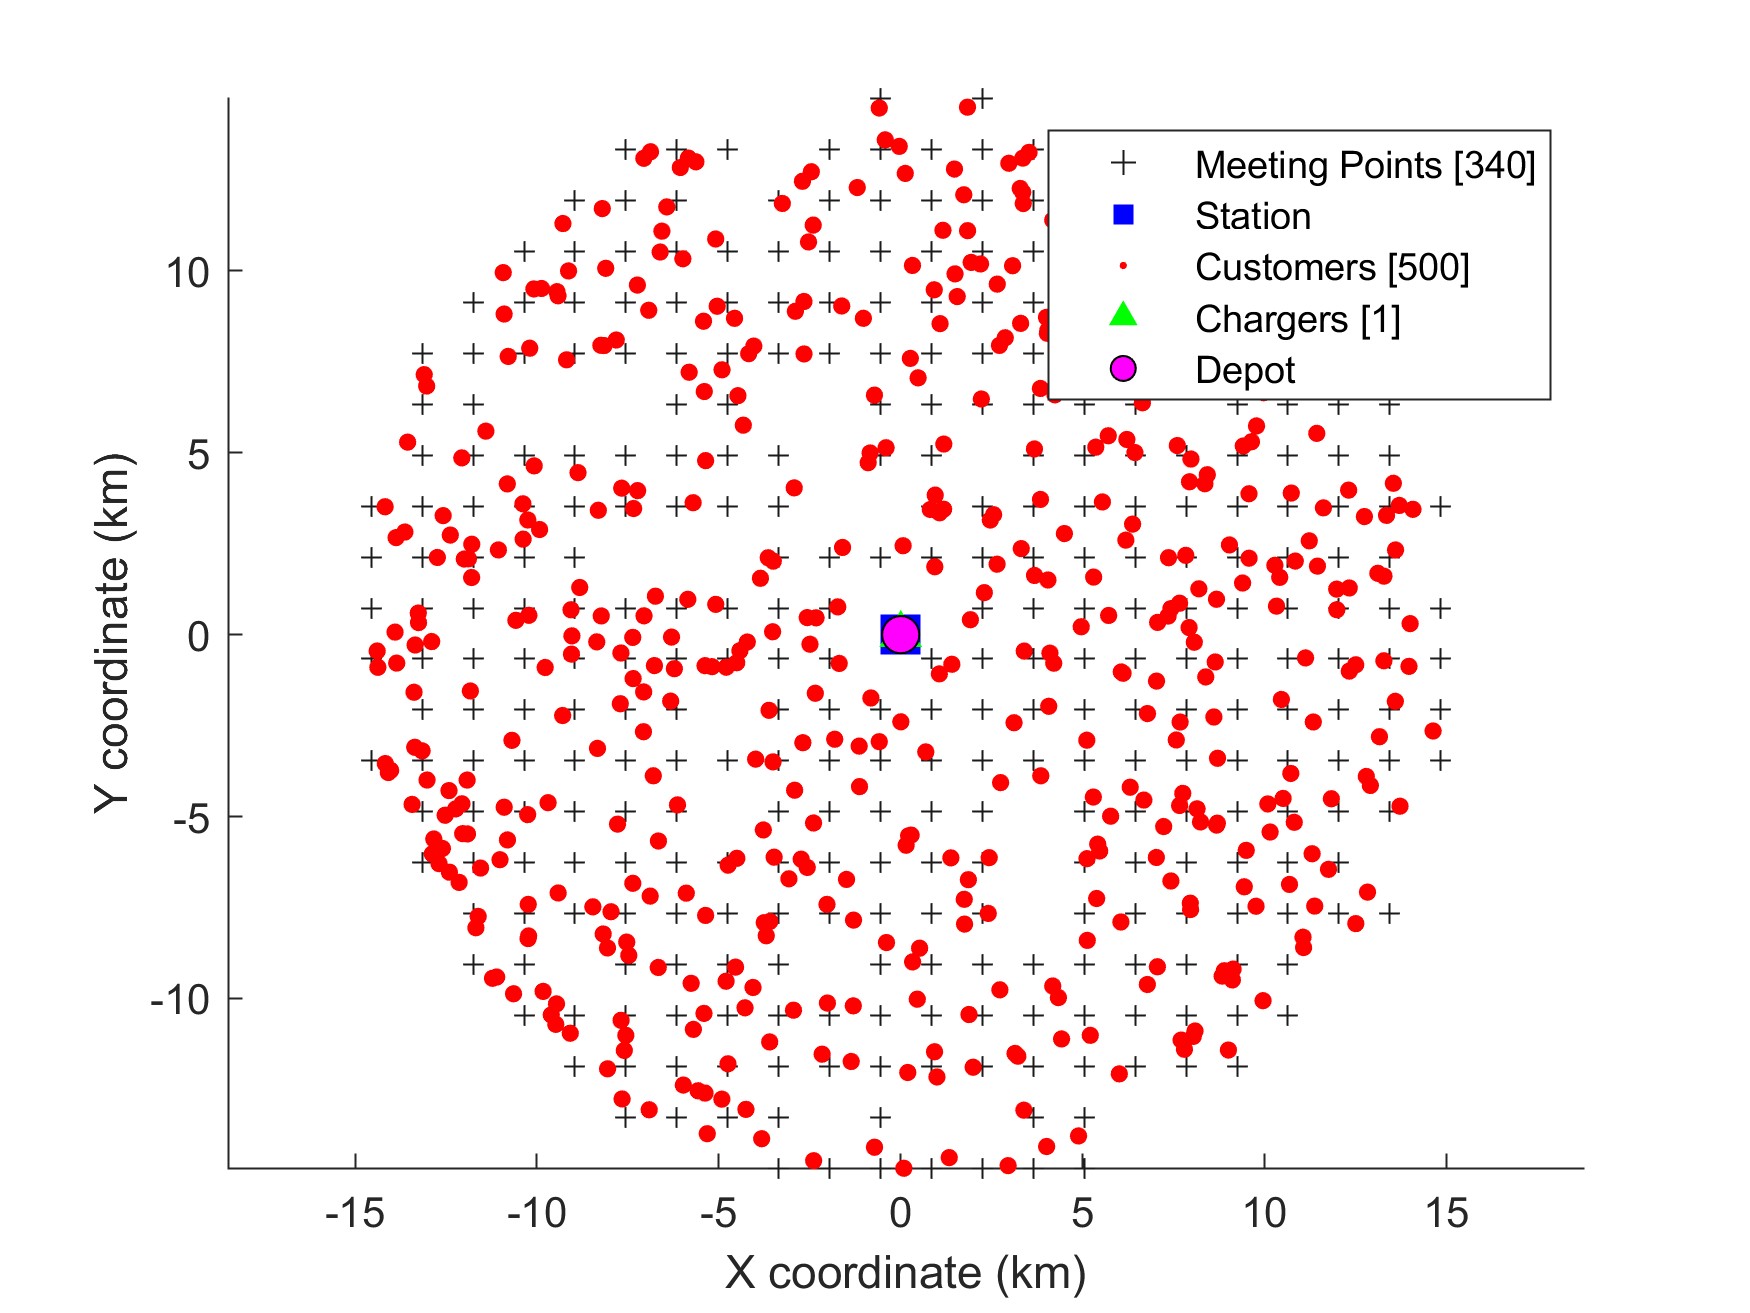 Meeting Points [340]
Station
Customers [500]
Chargers [1]
Depot
10
5
0
-5
-10
Y coordinate (km)
-15 -10 -5 0 5 10 15
X coordinate (km)